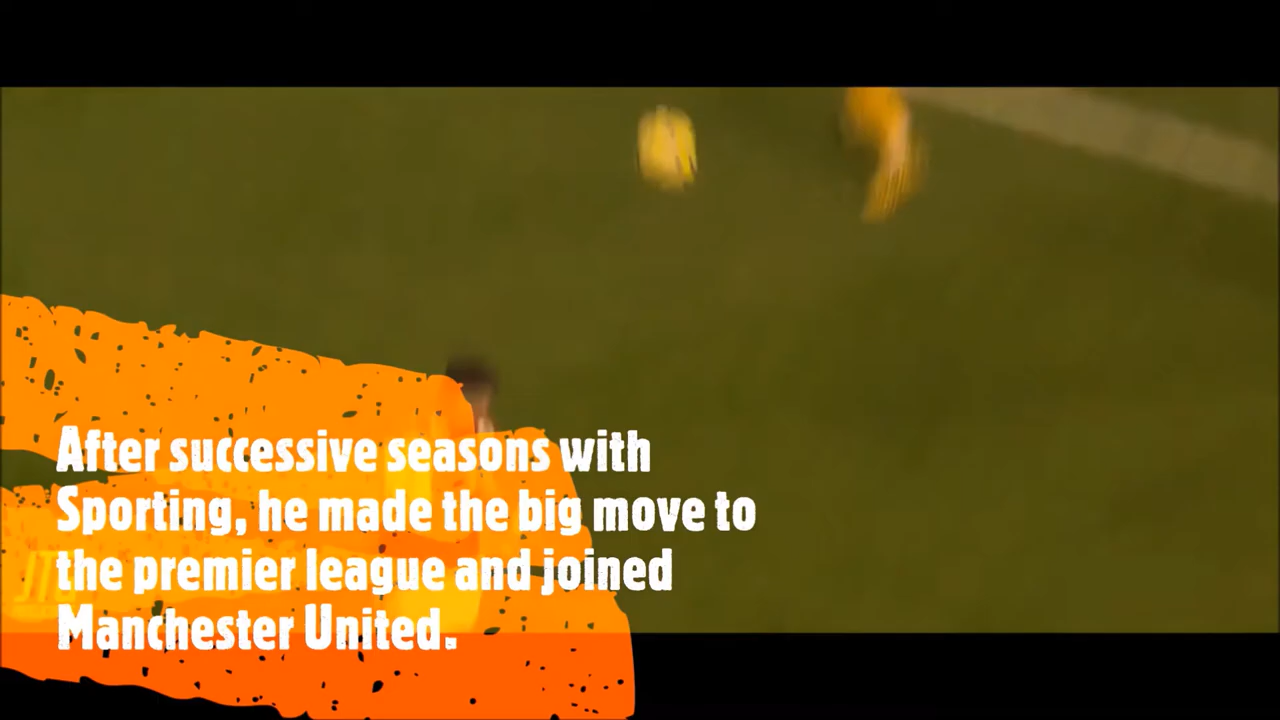 After successive seasons with
Sporting, he made the big move to
the premier league and joined
Manchester United.